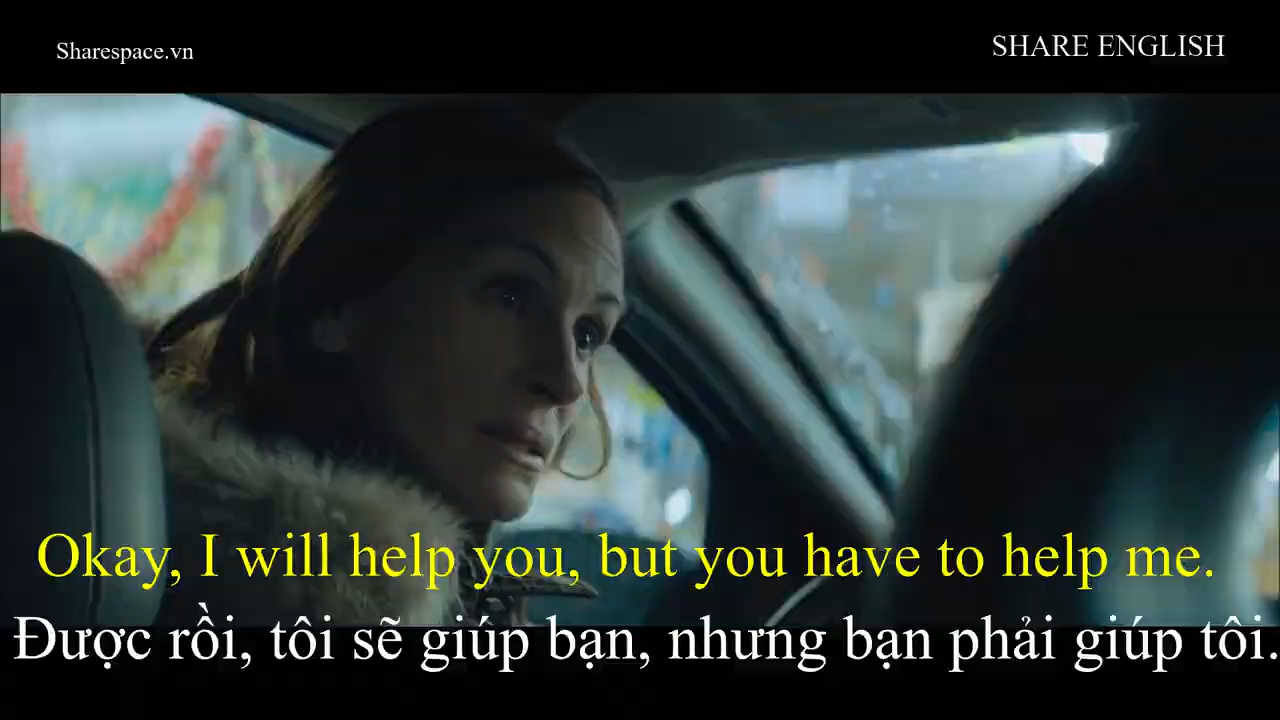 Sharespace.vn
SHARE ENGLISH
Okay, I will help you, but you have to help me.
Được rồi, tôi sẽ giúp bạn, nhưng bạn phải giúp tôi.